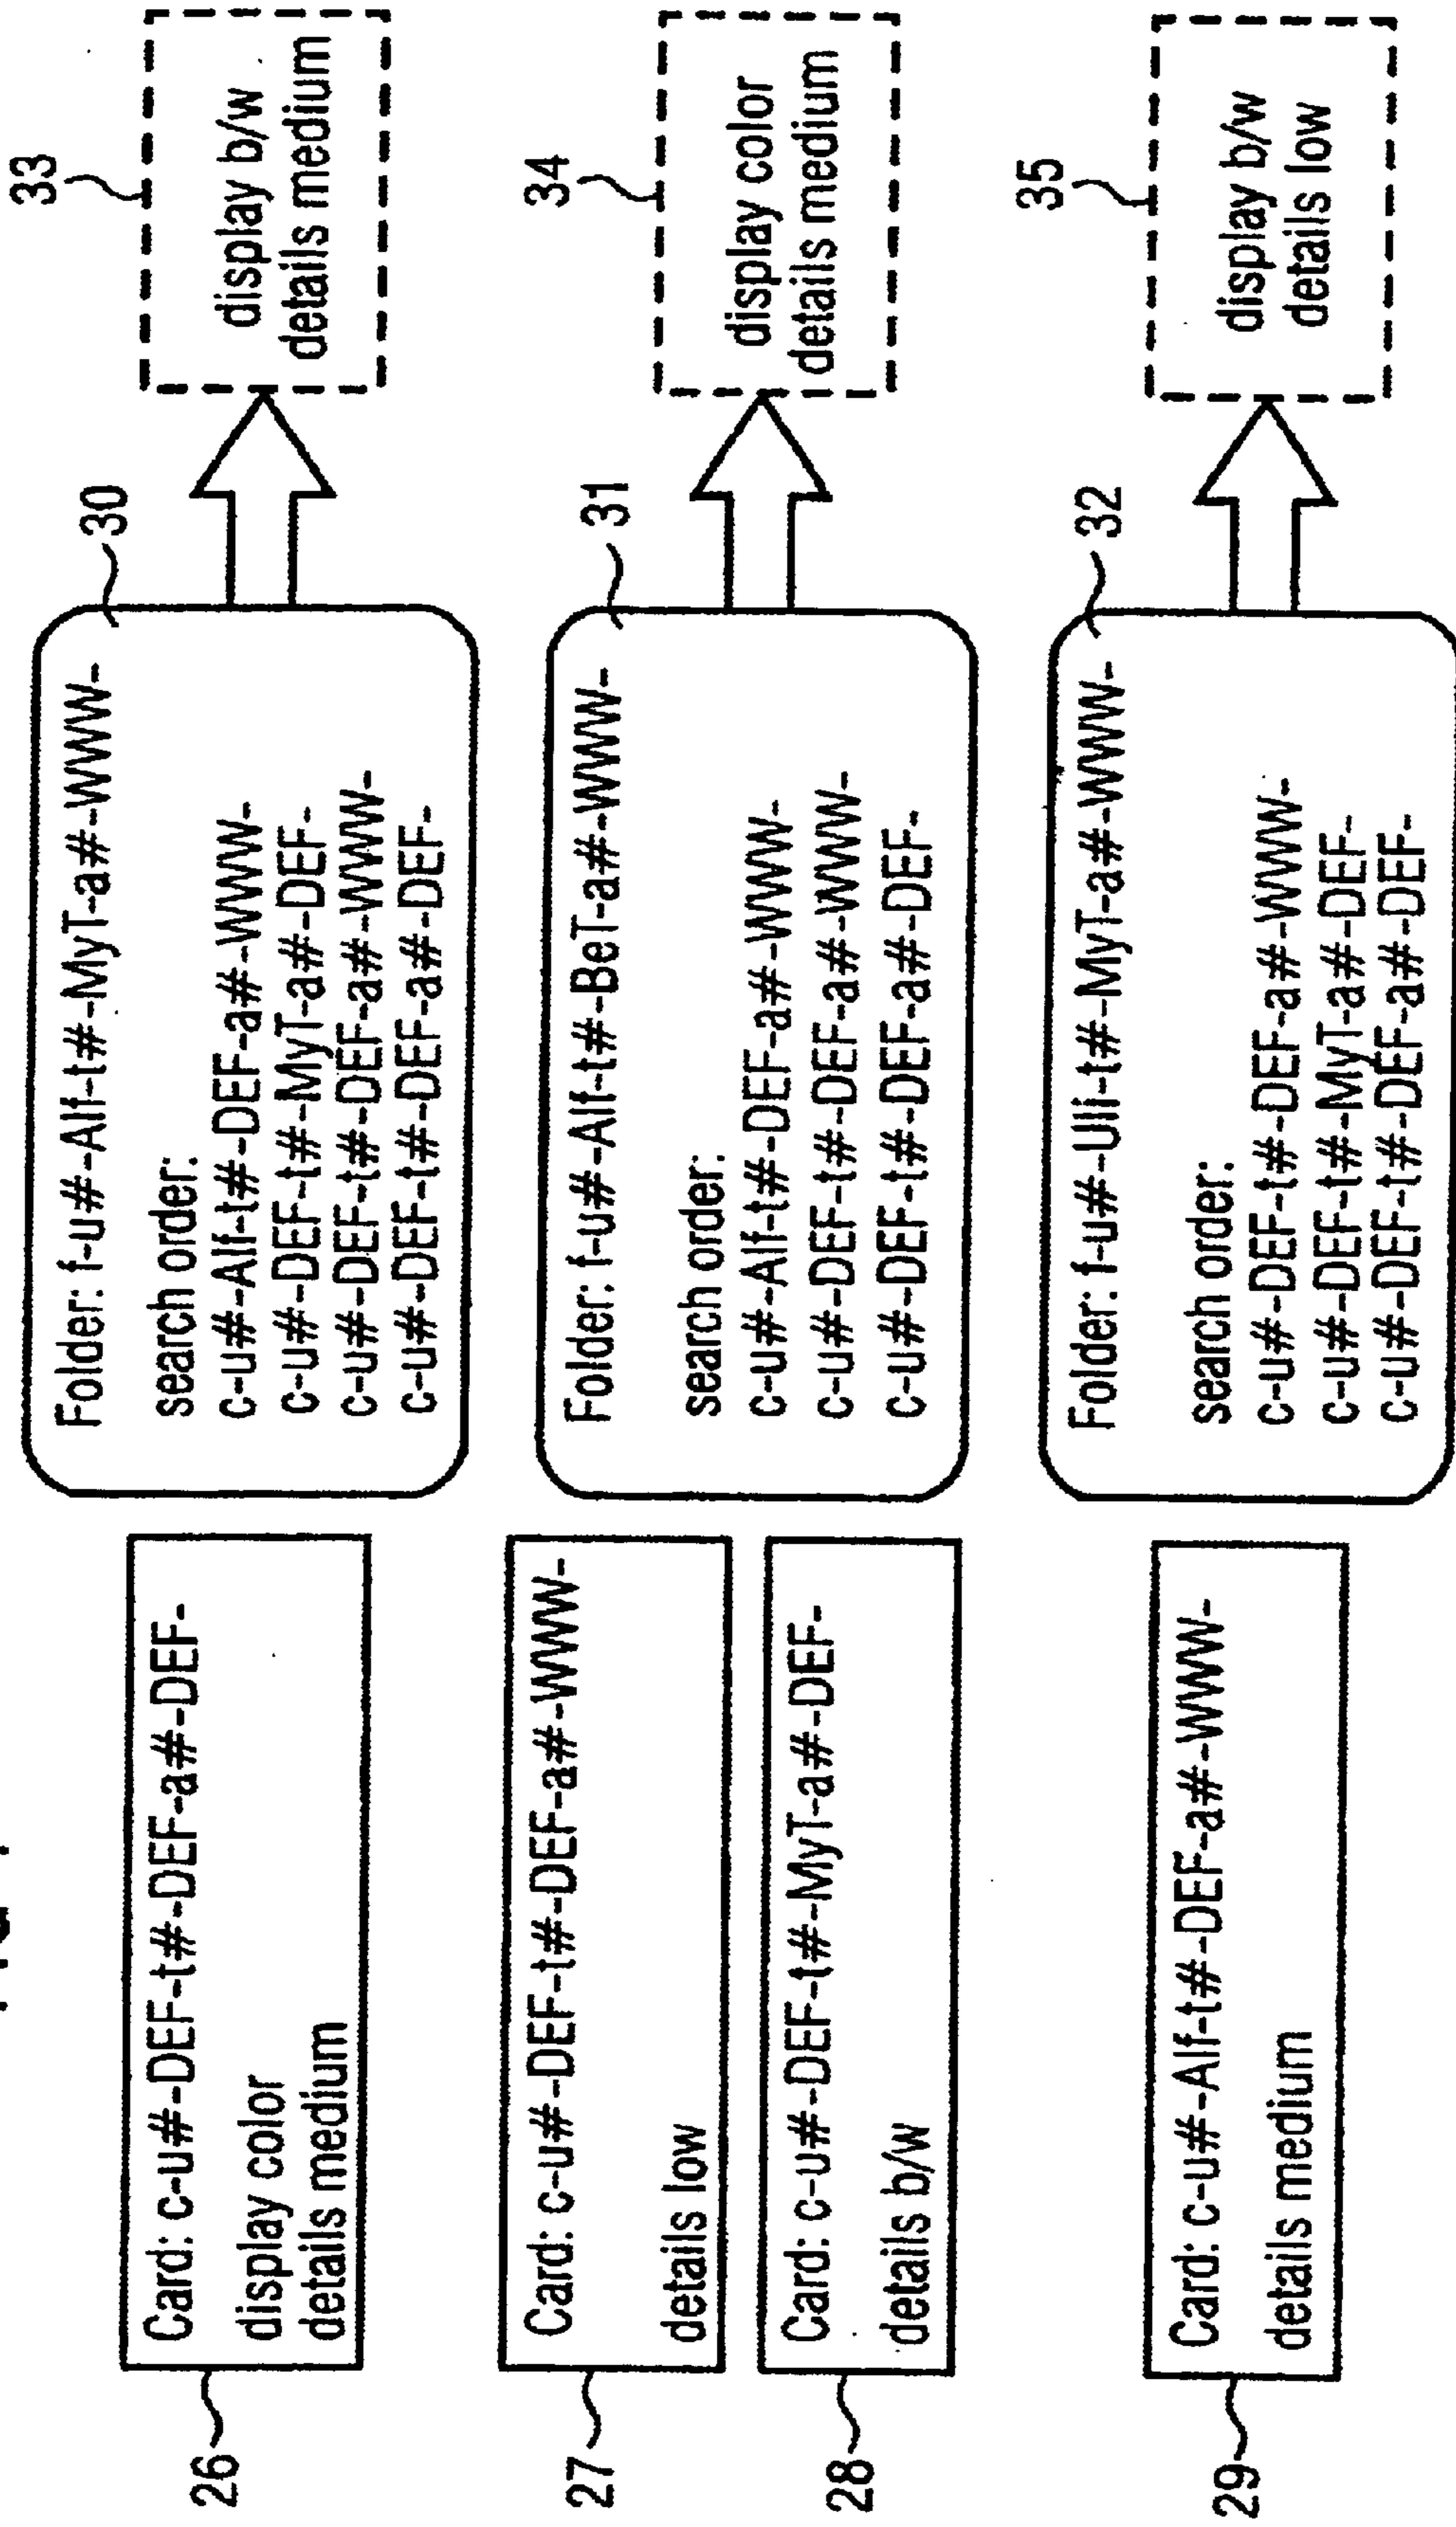 26
Card: c-u#-DEF-t#-DEF-a#-DEF-
display color
details medium
27
Card: c-u#-DEF-t#-DEF-a#-WWW-
details low
28
Card: c-u#-DEF-t#-MyT-a#-DEF-
details b/w
29
Card: c-u#-Alf-t#-DEF-a#-WWW-
details medium
30
Folder: f-u#-Alf-t#-MyT-a#-WWW-
search order:
c-u#-Alf-t#-DEF-a#-WWW-
c-u#-DEF-t#-MyT-a#-DEF-
c-u#-DEF-t#-DEF-a#-WWW-
c-u#-DEF-t#-DEF-a#-DEF-
31
Folder: f-u#-Alf-t#-BeT-a#-WWW-
search order:
c-u#-Alf-t#-DEF-a#-WWW-
c-u#-DEF-t#-DEF-a#-WWW-
c-u#-DEF-t#-DEF-a#-DEF-
32
Folder: f-u#-Uli-t#-MyT-a#-WWW-
search order:
c-u#-DEF-t#-DEF-a#-WWW-
c-u#-DEF-t#-MyT-a#-DEF-
c-u#-DEF-t#-DEF-a#-DEF-
33
display b/w
details medium
34
display color
details medium
35
display b/w
details low